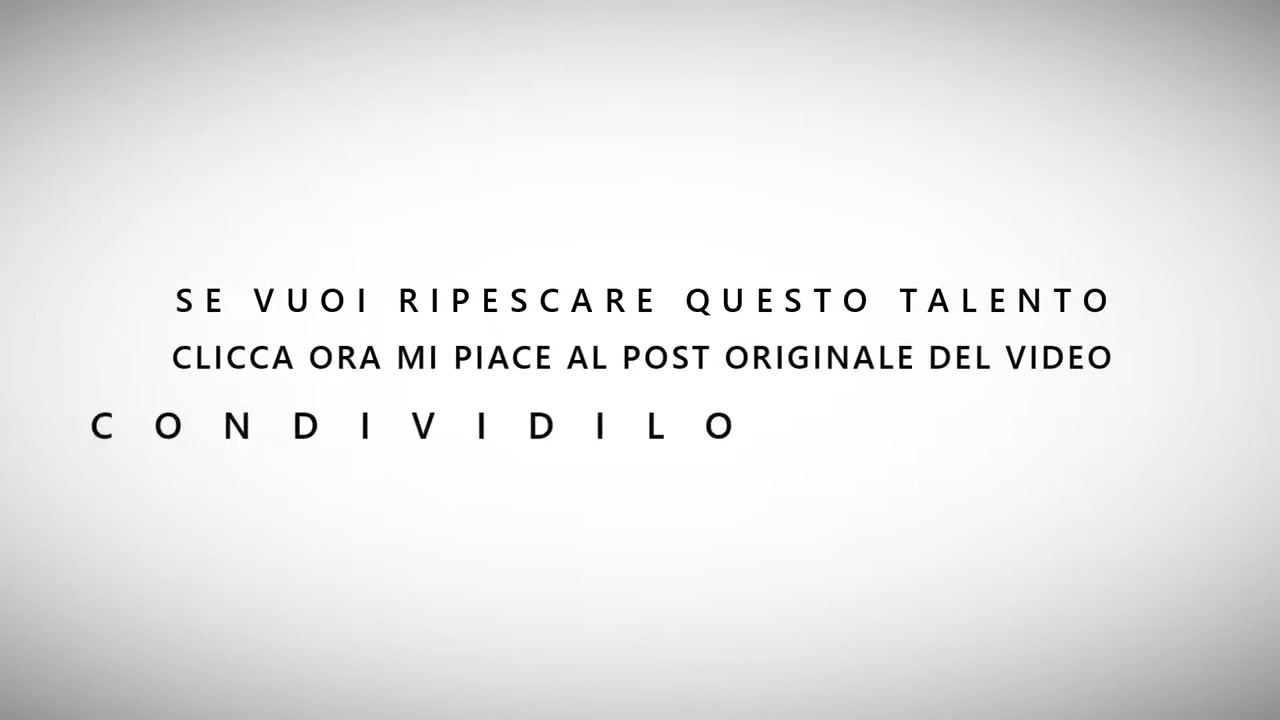 SE VUOI RIPESCARE QUESTO TALENTO
CLICCA ORA MI PIACE AL POST ORIGINALE DEL VIDEO
CONDIVIDILO